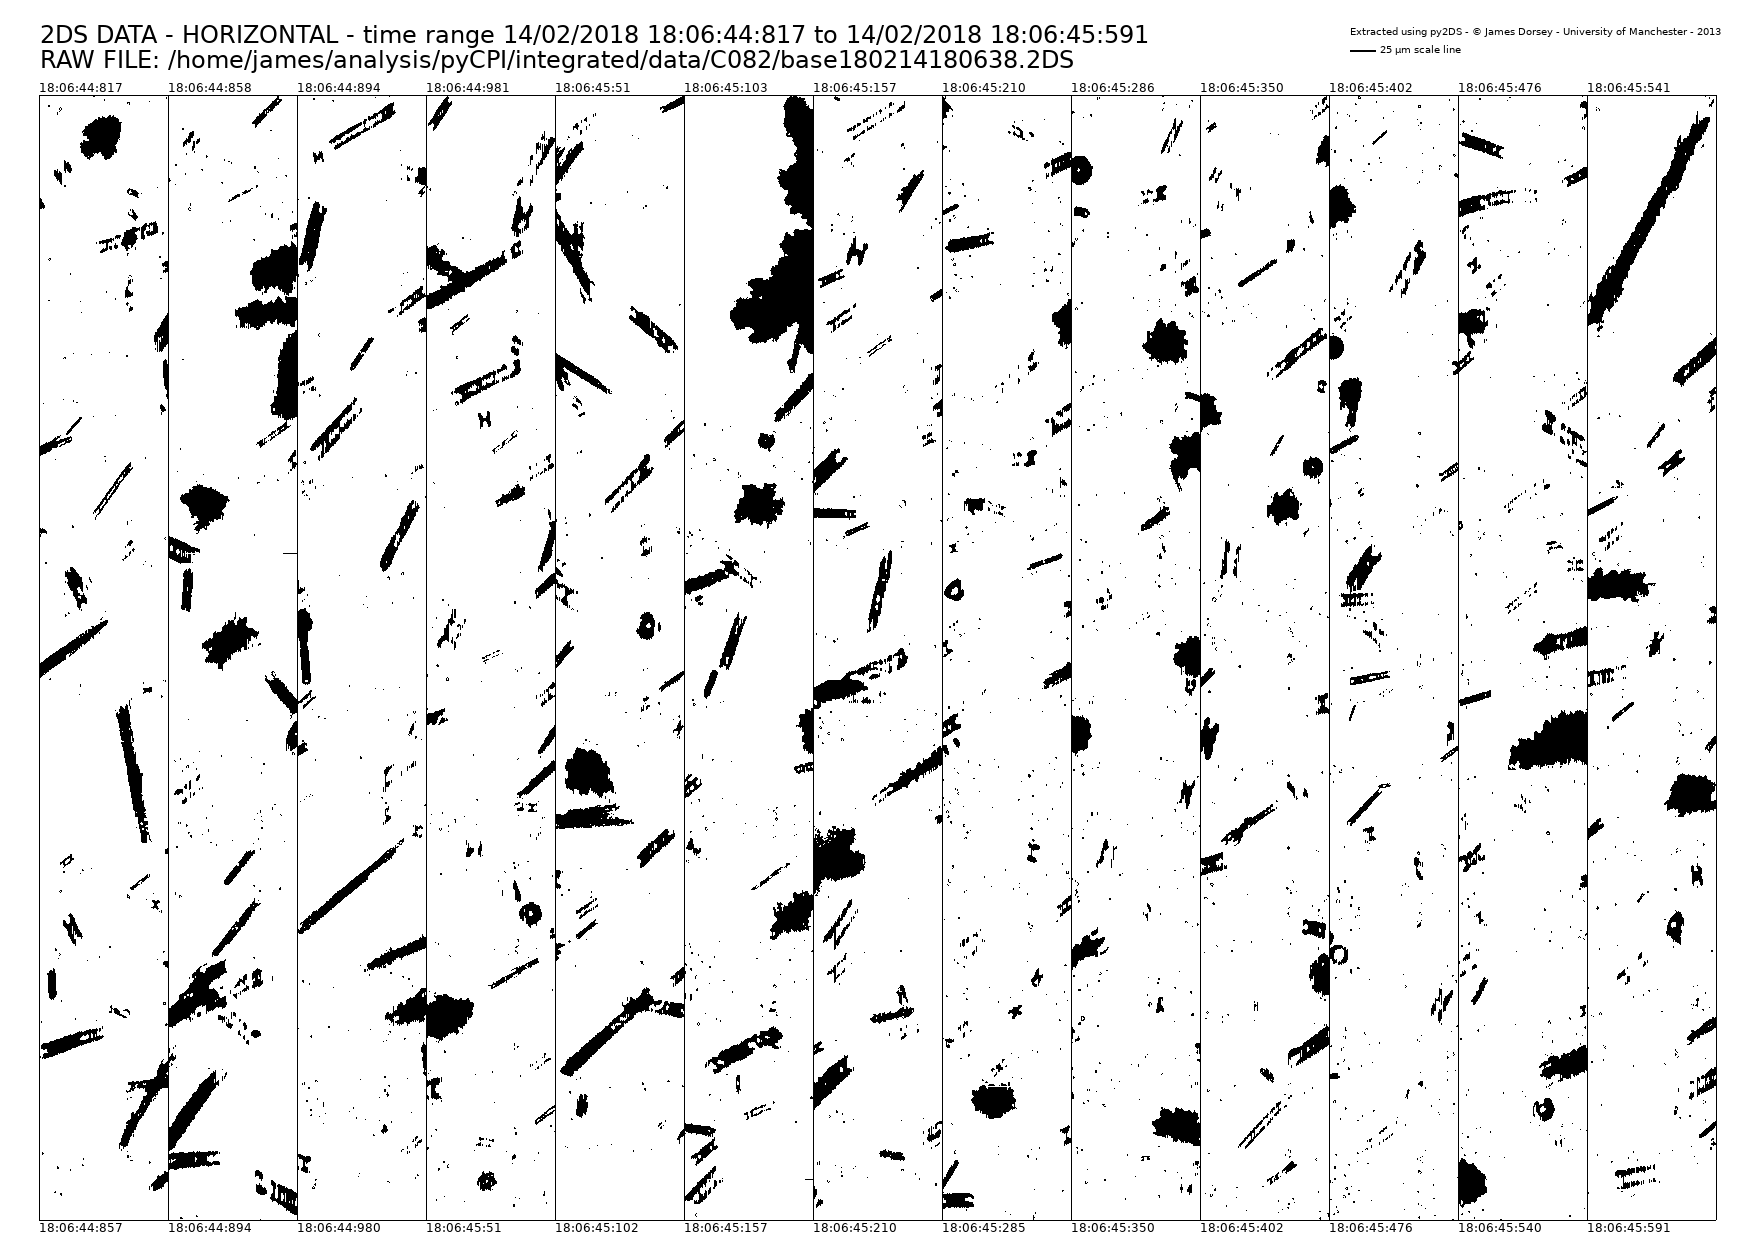 2DS DATA - HORIZONTAL - time range 14/02/2018 18:06:44:817 to 14/02/2018 18:06:45:591
Extracted using py2DS - © James Dorsey - University of Manchester - 2013
25 µm scale line
RAW FILE: /home/james/analysis/pyCPI/integrated/data/C082/base180214180638.2DS
18:06:44:817 18:06:44:858 18:06:44:894 18:06:44:981 18:06:45:51 18:06:45:103 18:06:45:157 18:06:45:210 18:06:45:286 18:06:45:350 18:06:45:402 18:06:45:476 18:06:45:541
18:06:44:857 18:06:44:894 18:06:44:980 18:06:45:51 18:06:45:102 18:06:45:157 18:06:45:210 18:06:45:285 18:06:45:350 18:06:45:402 18:06:45:476 18:06:45:540 18:06:45:591